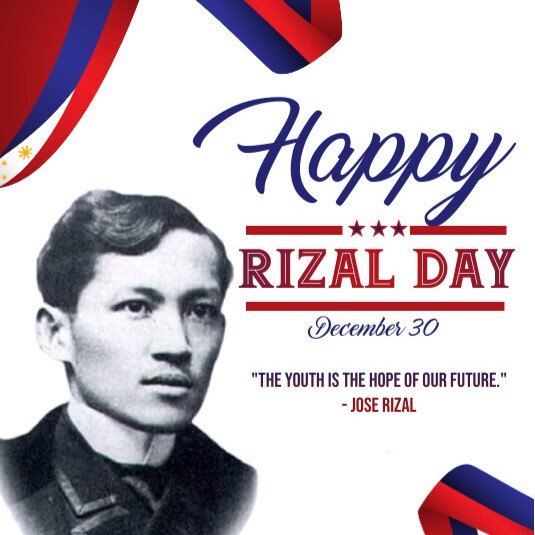 Happy
RIZAL DAY
December 30
"THE YOUTH IS THE HOPE OF OUR FUTURE."
- JOSE RIZAL